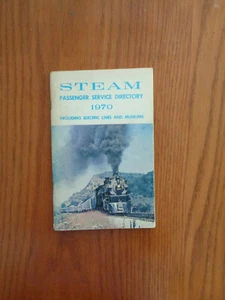 STEAM
PASSENGER SERVICE DIRECTORY
1970
INCLUDING ELECTRIC LINES AND MUSEUMS